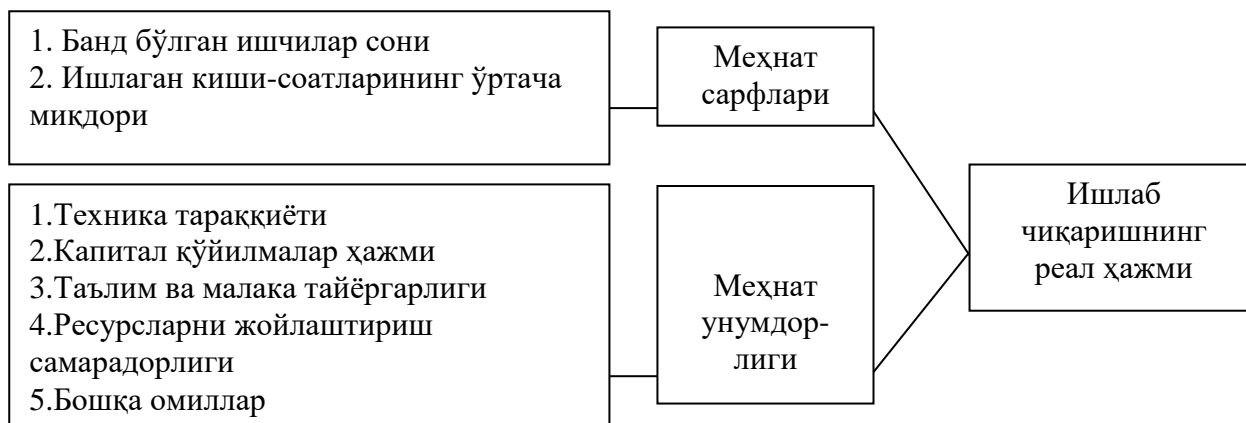 1. Банд бўлган ишчилар сони
2. Ишлаган киши-соатларининг ўртача
миқдори
Меҳнат
сарфлари
1.Техника тараққиёти
2.Капитал қўйилмалар ҳажми
3.Таълим ва малака тайёргарлиги
4.Ресурсларни жойлаштириш
самарадорлиги
5.Бошқа омиллар
Меҳнат
унумдор-
лиги
Ишлаб
чиқаришнинг
реал ҳажми